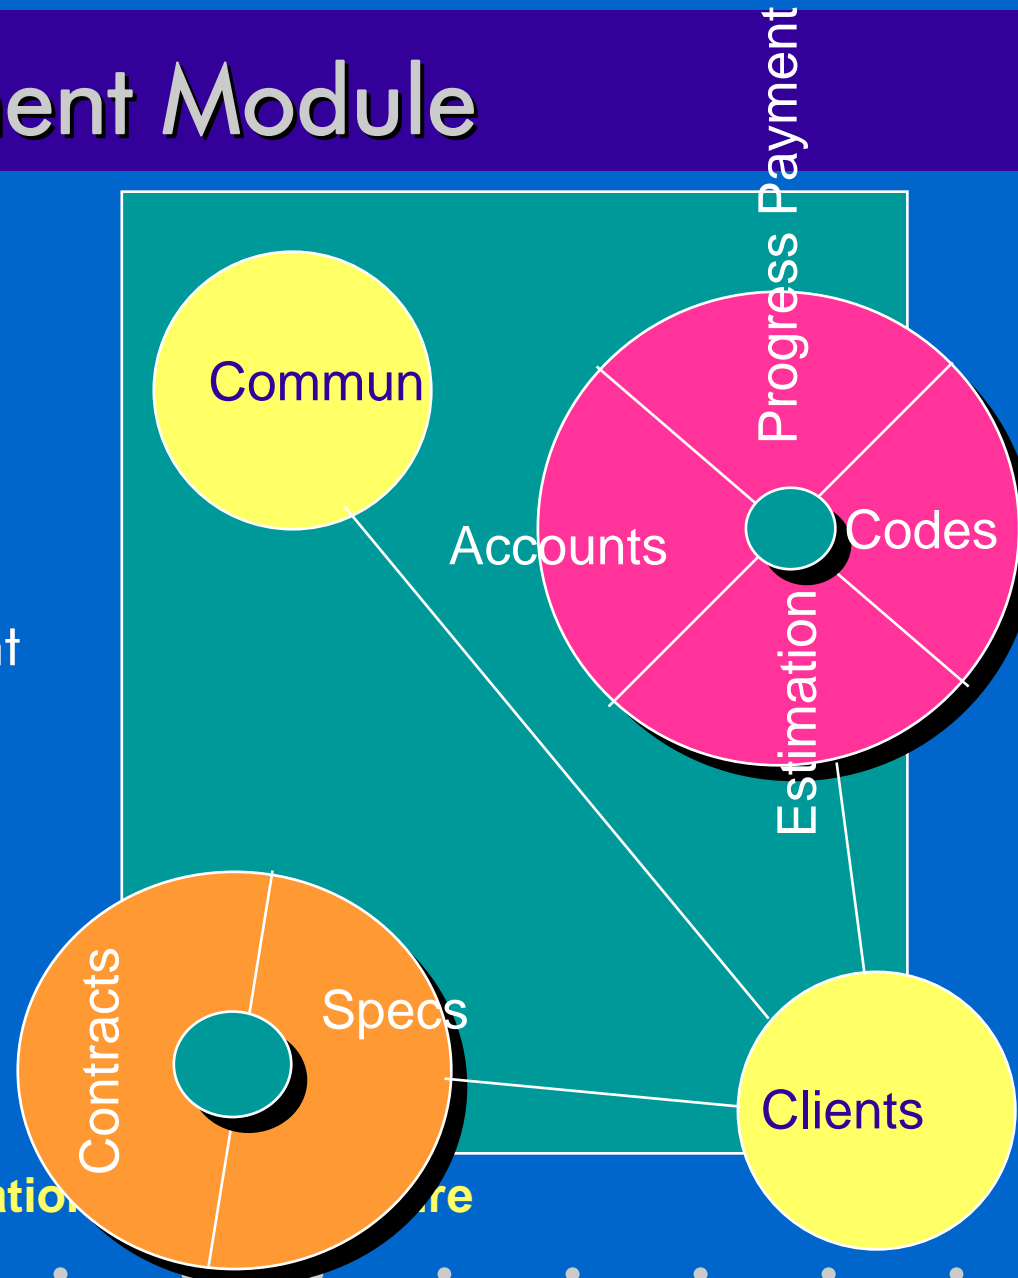 ent Module
Progress Payment
Commun
Accounts
Codes
Estimation
Contracts
Specs
Clients